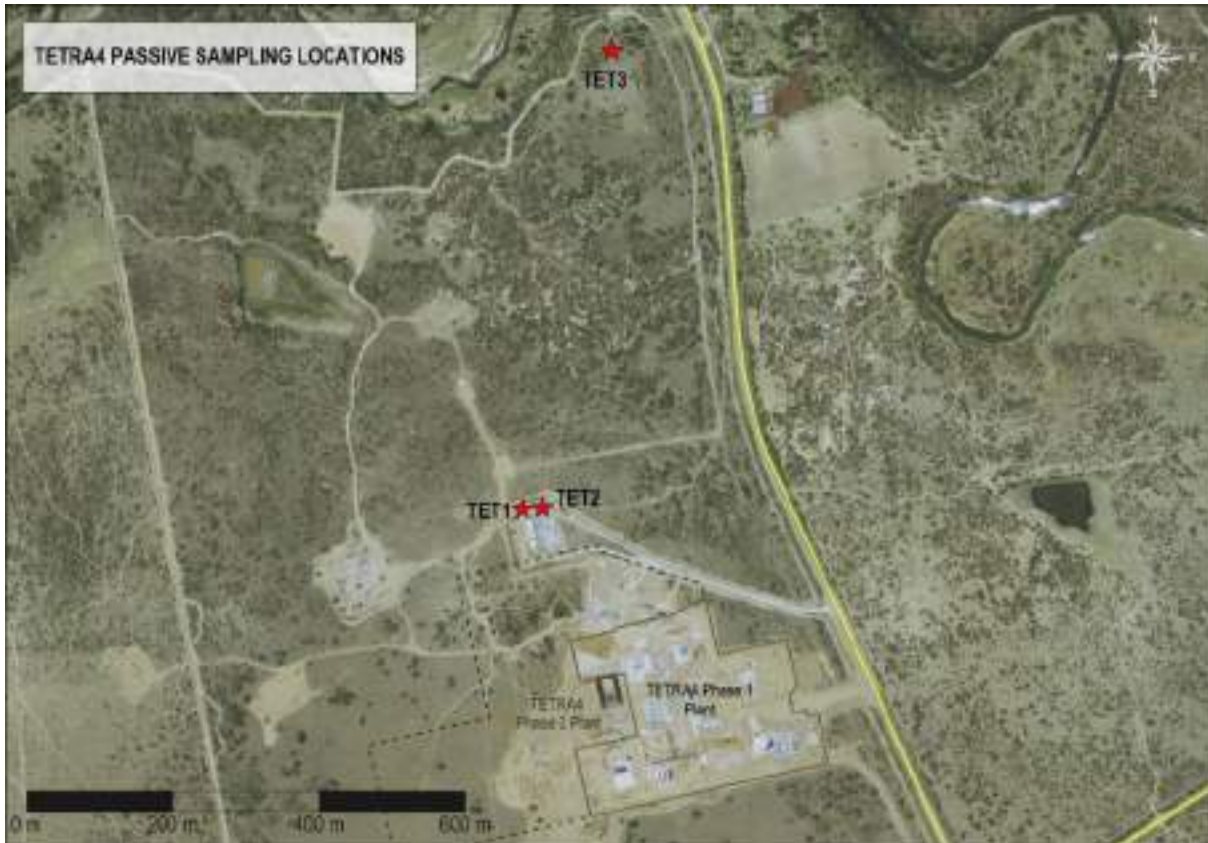 TETRA4 PASSIVE SAMPLING LOCATIONS
N
TET3
TET1
TET2
TETRA4
Phase 2 Plant
TETRA4 Phase 1
Plant
0 m
200 m
400 m
600 m